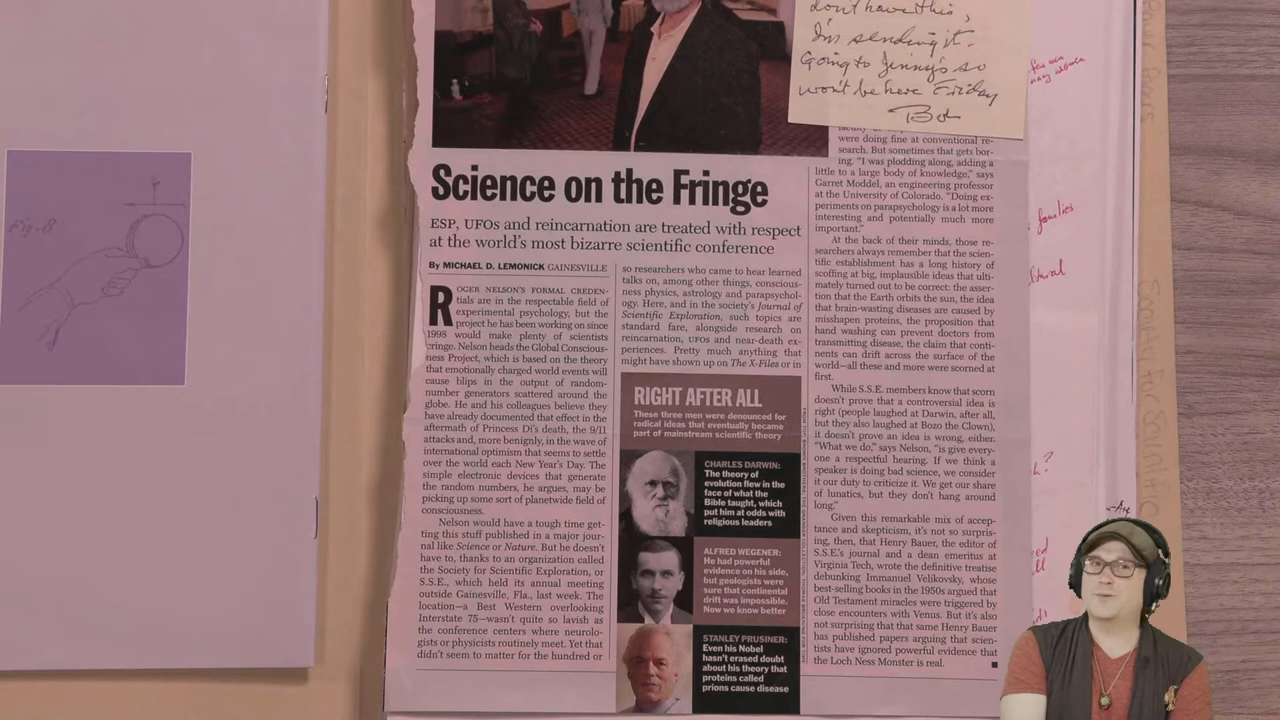 don't have this,
I'm sending it.
Going to Jinny's so
won't be here Friday
Bob
Fig. 8
Science on the Fringe
ESP, UFOs and reincarnation are treated with respect
at the world's most bizarre scientific conference
By MICHAEL D. LEMONICK GAINESVILLE
ROGER NELSON'S FORMAL CREDEN-
tials are in the respectable field of
experimental psychology, but the
project he has been working on since
1998 would make plenty of scientists
cringe. Nelson heads the Global Conscious-
ness Project, which is based on the theory
that emotionally charged world events will
cause blips in the output of random-
number generators scattered around the
globe. He and his colleagues believe they
have already documented that effect in the
aftermath of Princess Di's death, the 9/11
attacks and, more benignly, in the wave of
international optimism that seems to settle
over the world each New Year's Day. The
simple electronic devices that generate
the random numbers, he argues, may be
picking up some sort of planetwide field of
consciousness.
Nelson would have a tough time get-
ting this stuff published in a major jour-
nal like Science or Nature. But he doesn't
have to, thanks to an organization called
the Society for Scientific Exploration, or
S.S.E., which held its annual meeting
outside Gainesville, Fla., last week. The
location—a Best Western overlooking
Interstate 75—wasn't quite so lavish as
the conference centers where neurolo-
gists or physicists routinely meet. Yet that
didn't seem to matter for the hundred or
so researchers who came to hear learned
talks on, among other things, conscious-
ness physics, astrology and parapsychol-
ogy. Here, and in the society's Journal of
Scientific Exploration, such topics are
standard fare, alongside research on
reincarnation, UFOs and near-death ex-
periences. Pretty much anything that
might have shown up on The X-Files or in
RIGHT AFTER ALL
These three men were denounced for
radical ideas that eventually became
part of mainstream scientific theory
CHARLES DARWIN:
The theory of
evolution flew in the
face of what the
Bible taught, which
put him at odds with
religious leaders
ALFRED WEGENER:
He had powerful
evidence on his side,
but geologists were
sure that continental
drift was impossible.
Now we know better
STANLEY PRUSINER:
Even his Nobel
hasn't erased doubt
about his theory that
proteins called
prions cause disease
were doing fine at conventional re-
search. But sometimes that gets bor-
ing. "I was plodding along, adding a
little to a large body of knowledge," says
Garret Moddel, an engineering professor
at the University of Colorado. "Doing ex-
periments on parapsychology is a lot more
interesting and potentially much more
important."
At the back of their minds, those re-
searchers always remember that the scien-
tific establishment has a long history of
scoffing at big, implausible ideas that ulti-
mately turned out to be correct: the asser-
tion that the Earth orbits the sun, the idea
that brain-wasting diseases are caused by
misshapen proteins, the proposition that
hand washing can prevent doctors from
transmitting disease, the claim that conti-
nents can drift across the surface of the
world—all these and more were scorned at
first.
While S.S.E. members know that scorn
doesn't prove that a controversial idea is
right (people laughed at Darwin, after all,
but they also laughed at Bozo the Clown),
it doesn't prove an idea is wrong, either.
"What we do," says Nelson, "is give every-
one a respectful hearing. If we think a
speaker is doing bad science, we consider
it our duty to criticize it. We get our share
of lunatics, but they don't hang around
long."
Given this remarkable mix of accep-
tance and skepticism, it's not so surpris-
ing, then, that Henry Bauer, the editor of
S.S.E.'s journal and a dean emeritus at
Virginia Tech, wrote the definitive treatise
debunking Immanuel Velikovsky, whose
best-selling books in the 1950s argued that
Old Testament miracles were triggered by
close encounters with Venus. But it's also
not surprising that that same Henry Bauer
has published papers arguing that scien-
tists have ignored powerful evidence that
the Loch Ness Monster is real.
families